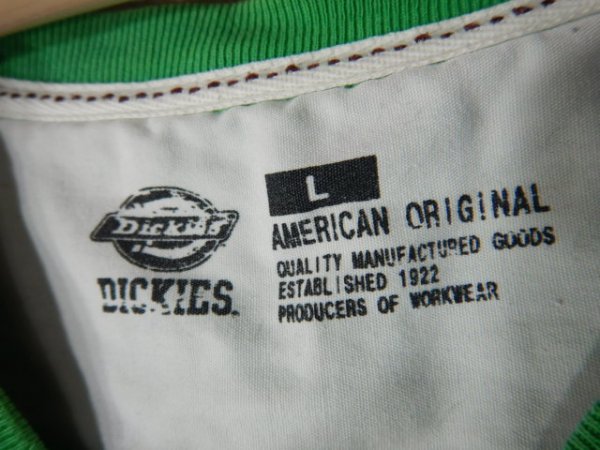 Dickies
DICKIES.
L
AMERICAN ORIGINAL
QUALITY MANUFACTURED GOODS
ESTABLISHED 1922
PRODUCERS OF WORKWEAR